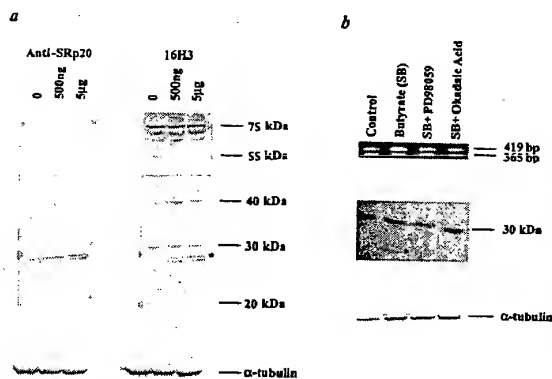 a
Anti-SRp20
16H3
0
500ng
5µg
0
500ng
5µg
75 kDa
55 kDa
40 kDa
30 kDa
20 kDa
α-tubulin
b
Control
Butyrate (SB)
SB+ PD98059
SB+ Okadaic Acid
419 bp
365 bp
30 kDa
α-tubulin